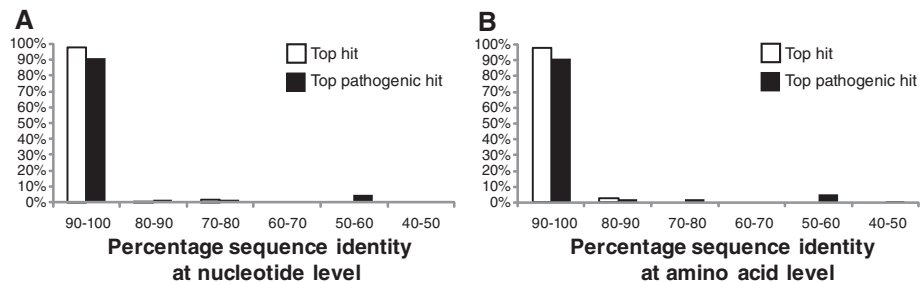 A
100%
90%
80%
70%
60%
50%
40%
30%
20%
10%
0%
Top hit
Top pathogenic hit
90-100 80-90 70-80 60-70 50-60 40-50
Percentage sequence identity
at nucleotide level
B
100%
90%
80%
70%
60%
50%
40%
30%
20%
10%
0%
Top hit
Top pathogenic hit
90-100 80-90 70-80 60-70 50-60 40-50
Percentage sequence identity
at amino acid level